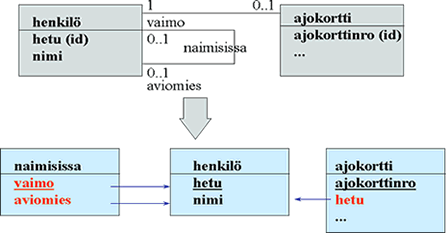 henkilö
hetu (id)
nimi
1
0..1
vaimo
0..1
naimisissa
0..1
aviomies
ajokortti
ajokorttinro (id)
...
naimisissa
vaimo
aviomies
henkilö
hetu
nimi
ajokortti
ajokorttinro
hetu
...